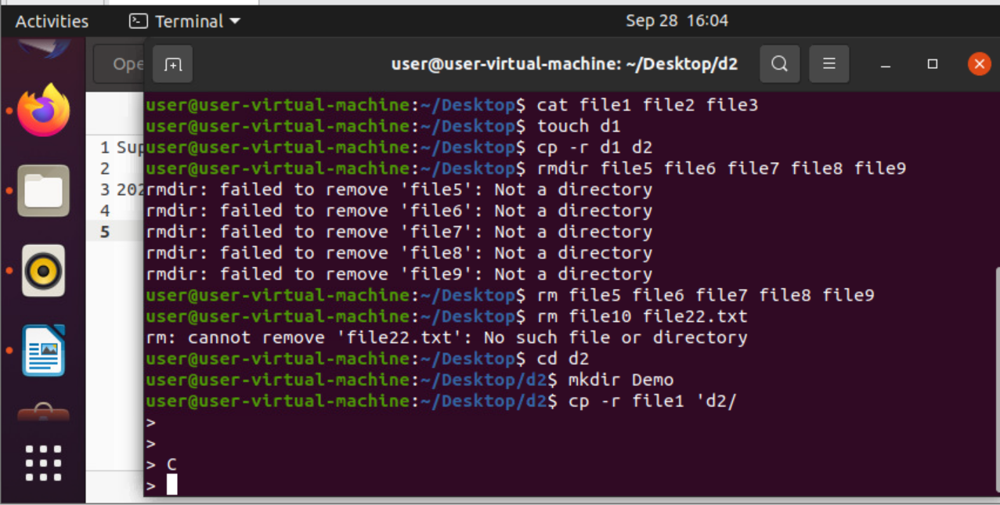 Activities Terminal Sep 28 16:04
Ope user@user-virtual-machine: ~/Desktop/d2
user@user-virtual-machine:~/Desktop$ cat file1 file2 file3
user@user-virtual-machine:~/Desktop$ touch d1
1 Sup user@user-virtual-machine:~/Desktop$ cp -r d1 d2
2 user@user-virtual-machine:~/Desktop$ rmdir file5 file6 file7 file8 file9
3 202 rmdir: failed to remove 'file5': Not a directory
4 rmdir: failed to remove 'file6': Not a directory
5 rmdir: failed to remove 'file7': Not a directory
rmdir: failed to remove 'file8': Not a directory
rmdir: failed to remove 'file9': Not a directory
user@user-virtual-machine:~/Desktop$ rm file5 file6 file7 file8 file9
user@user-virtual-machine:~/Desktop$ rm file10 file22.txt
rm: cannot remove 'file22.txt': No such file or directory
user@user-virtual-machine:~/Desktop$ cd d2
user@user-virtual-machine:~/Desktop/d2$ mkdir Demo
user@user-virtual-machine:~/Desktop/d2$ cp -r file1 'd2/
>
>
> C
>